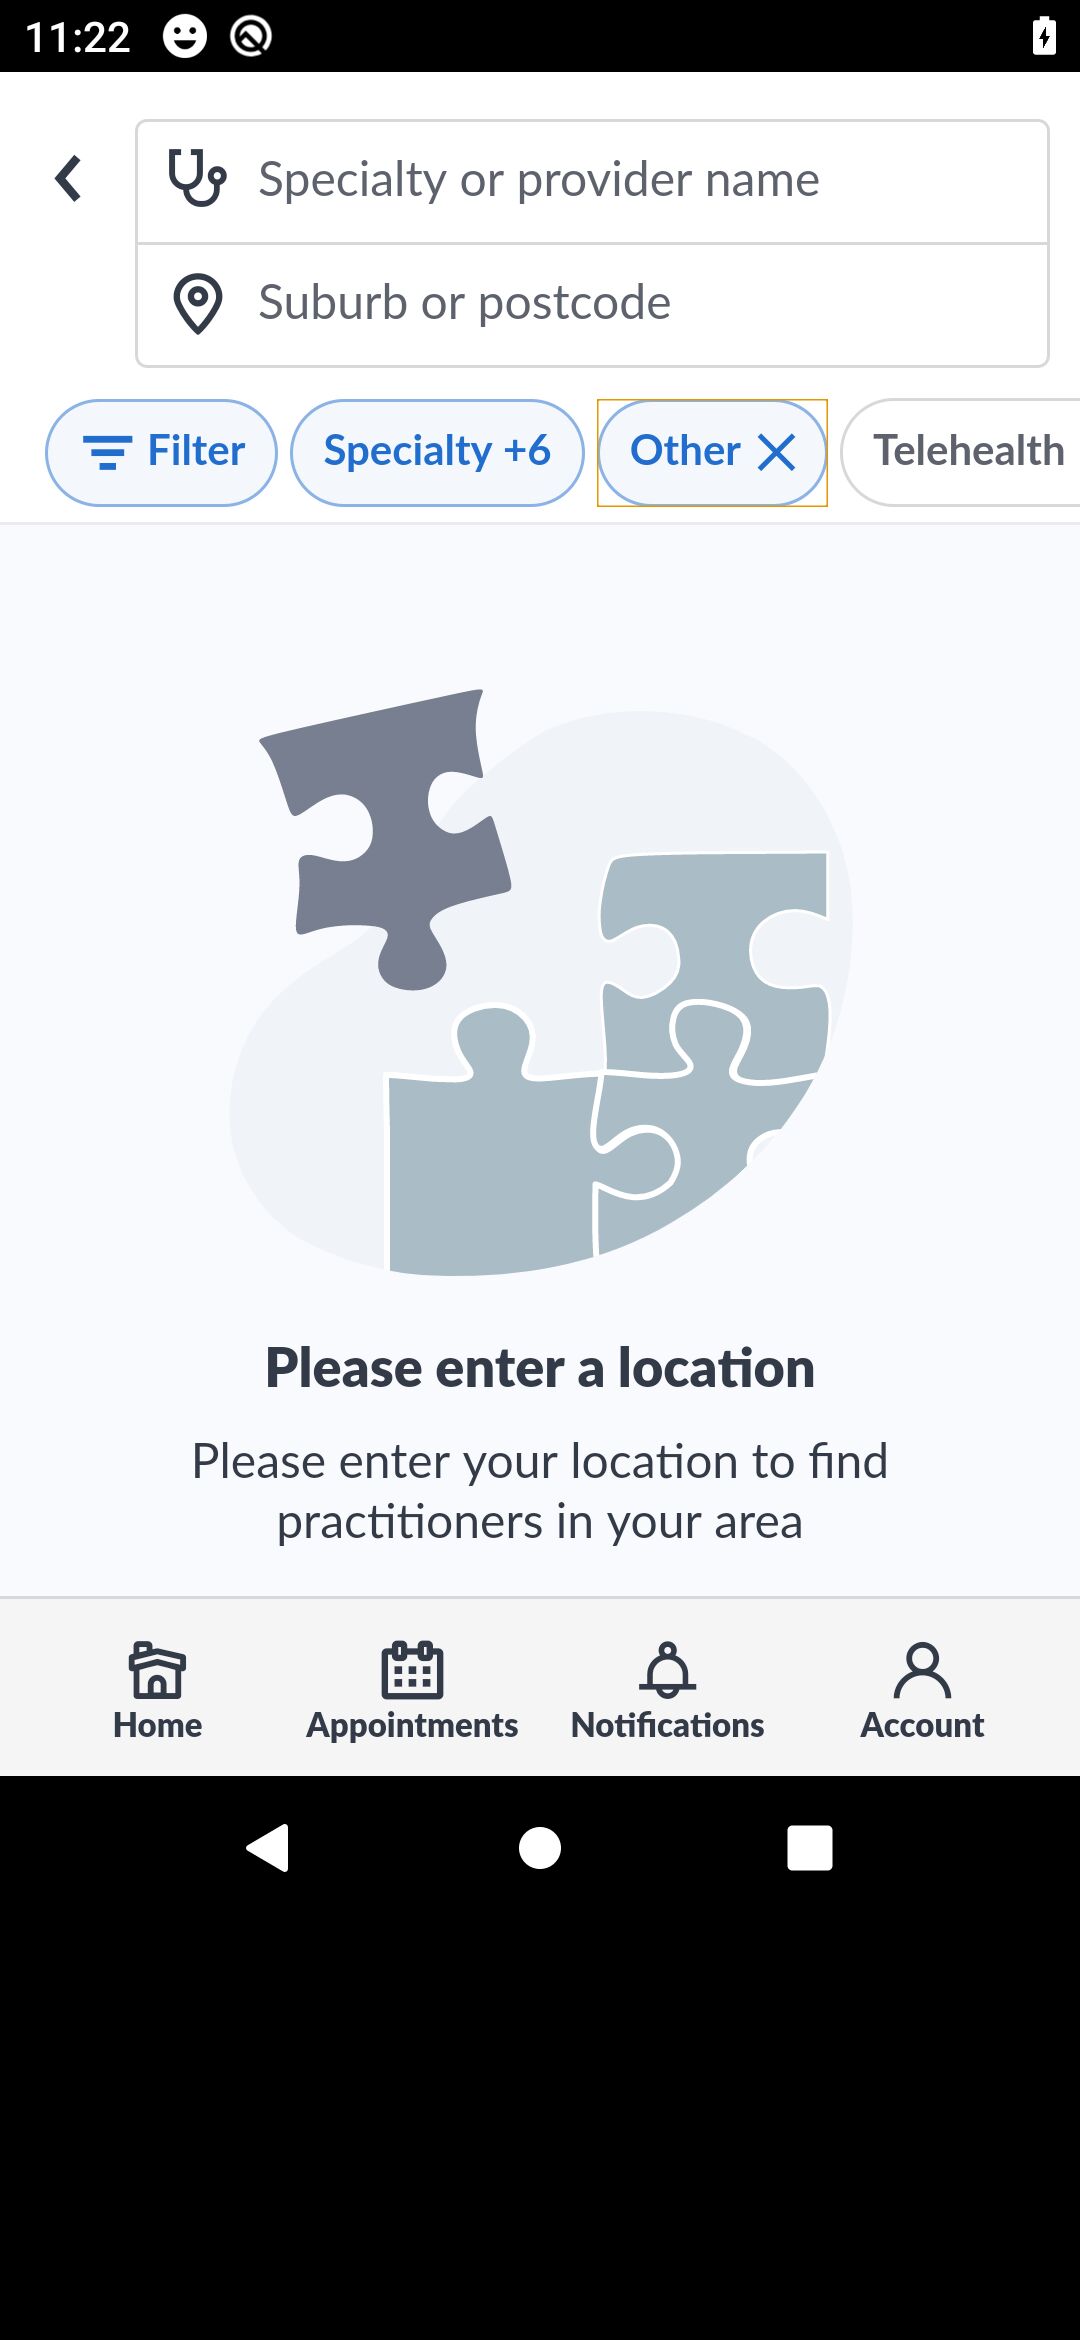 11:22
Specialty or provider name
Suburb or postcode
Filter
Specialty +6
Other
Telehealth
Please enter a location
Please enter your location to find
practitioners in your area
Home
Appointments
Notifications
Account